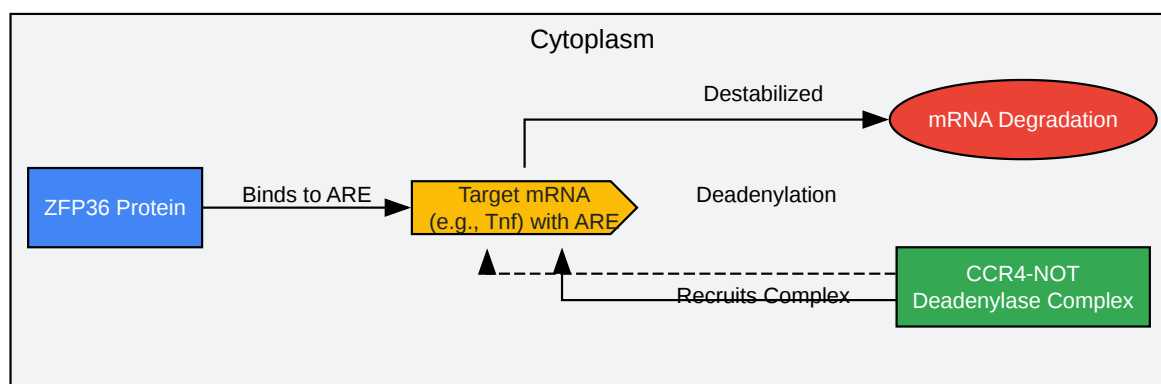 Cytoplasm
Destabilized
mRNA Degradation
ZFP36 Protein
Binds to ARE
Target mRNA
(e.g., Tnf) with ARE
Deadenylation
CCR4-NOT
Deadenylase Complex
Recruits Complex